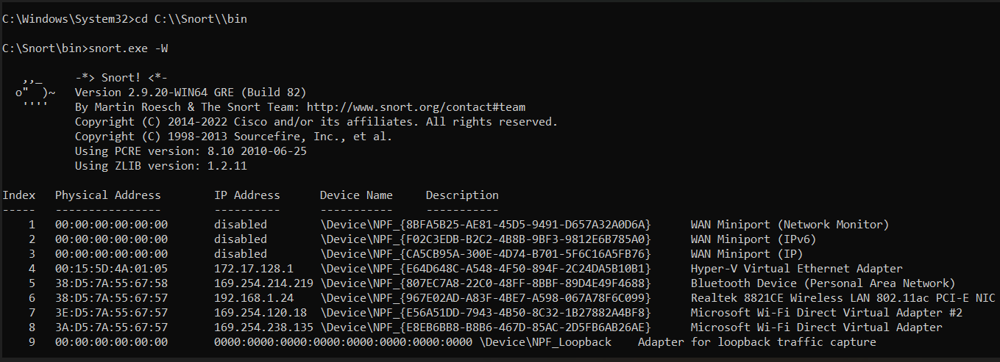 C:\Windows\System32>cd C:\\Snort\\bin
C:\Snort\bin>snort.exe -W
   ,,_     -*> Snort! <*-
  o"  )~   Version 2.9.20-WIN64 GRE (Build 82)
   ''''    By Martin Roesch & The Snort Team: http://www.snort.org/contact#team
           Copyright (C) 2014-2022 Cisco and/or its affiliates. All rights reserved.
           Copyright (C) 1998-2013 Sourcefire, Inc., et al.
           Using PCRE version: 8.10 2010-06-25
           Using ZLIB version: 1.2.11
Index   Physical Address        IP Address      Device Name     Description
-----   ----------------        ----------      -----------     -----------
    1   00:00:00:00:00:00       disabled        \Device\NPF_{8BFA5B25-AE81-45D5-9491-D657A32A0D6A}      WAN Miniport (Network Monitor)
    2   00:00:00:00:00:00       disabled        \Device\NPF_{F02C3EDB-B2C2-4B8B-9BF3-9812E6B785A0}      WAN Miniport (IPv6)
    3   00:00:00:00:00:00       disabled        \Device\NPF_{CA5CB95A-300E-4D74-B701-5F6C16A5FB76}      WAN Miniport (IP)
    4   00:15:5D:4A:01:05       172.17.128.1    \Device\NPF_{E64D648C-A548-4F50-894F-2C24DA5B10B1}      Hyper-V Virtual Ethernet Adapter
    5   38:D5:7A:55:67:58       169.254.214.219 \Device\NPF_{807EC7A8-22C0-48FF-8BBF-89D4E49F4688}      Bluetooth Device (Personal Area Network)
    6   38:D5:7A:55:67:57       192.168.1.24    \Device\NPF_{967E02AD-A83F-4BE7-A598-067A78F6C099}      Realtek 8821CE Wireless LAN 802.11ac PCI-E NIC
    7   3E:D5:7A:55:67:57       169.254.120.18  \Device\NPF_{E56A51DD-7943-4B50-8C32-1B27882A4BF8}      Microsoft Wi-Fi Direct Virtual Adapter #2
    8   3A:D5:7A:55:67:57       169.254.238.135 \Device\NPF_{E8EB6BB8-B8B6-467D-85AC-2D5FB6AB26AE}      Microsoft Wi-Fi Direct Virtual Adapter
    9   00:00:00:00:00:00       0000:0000:0000:0000:0000:0000:0000:0000 \Device\NPF_Loopback    Adapter for loopback traffic capture